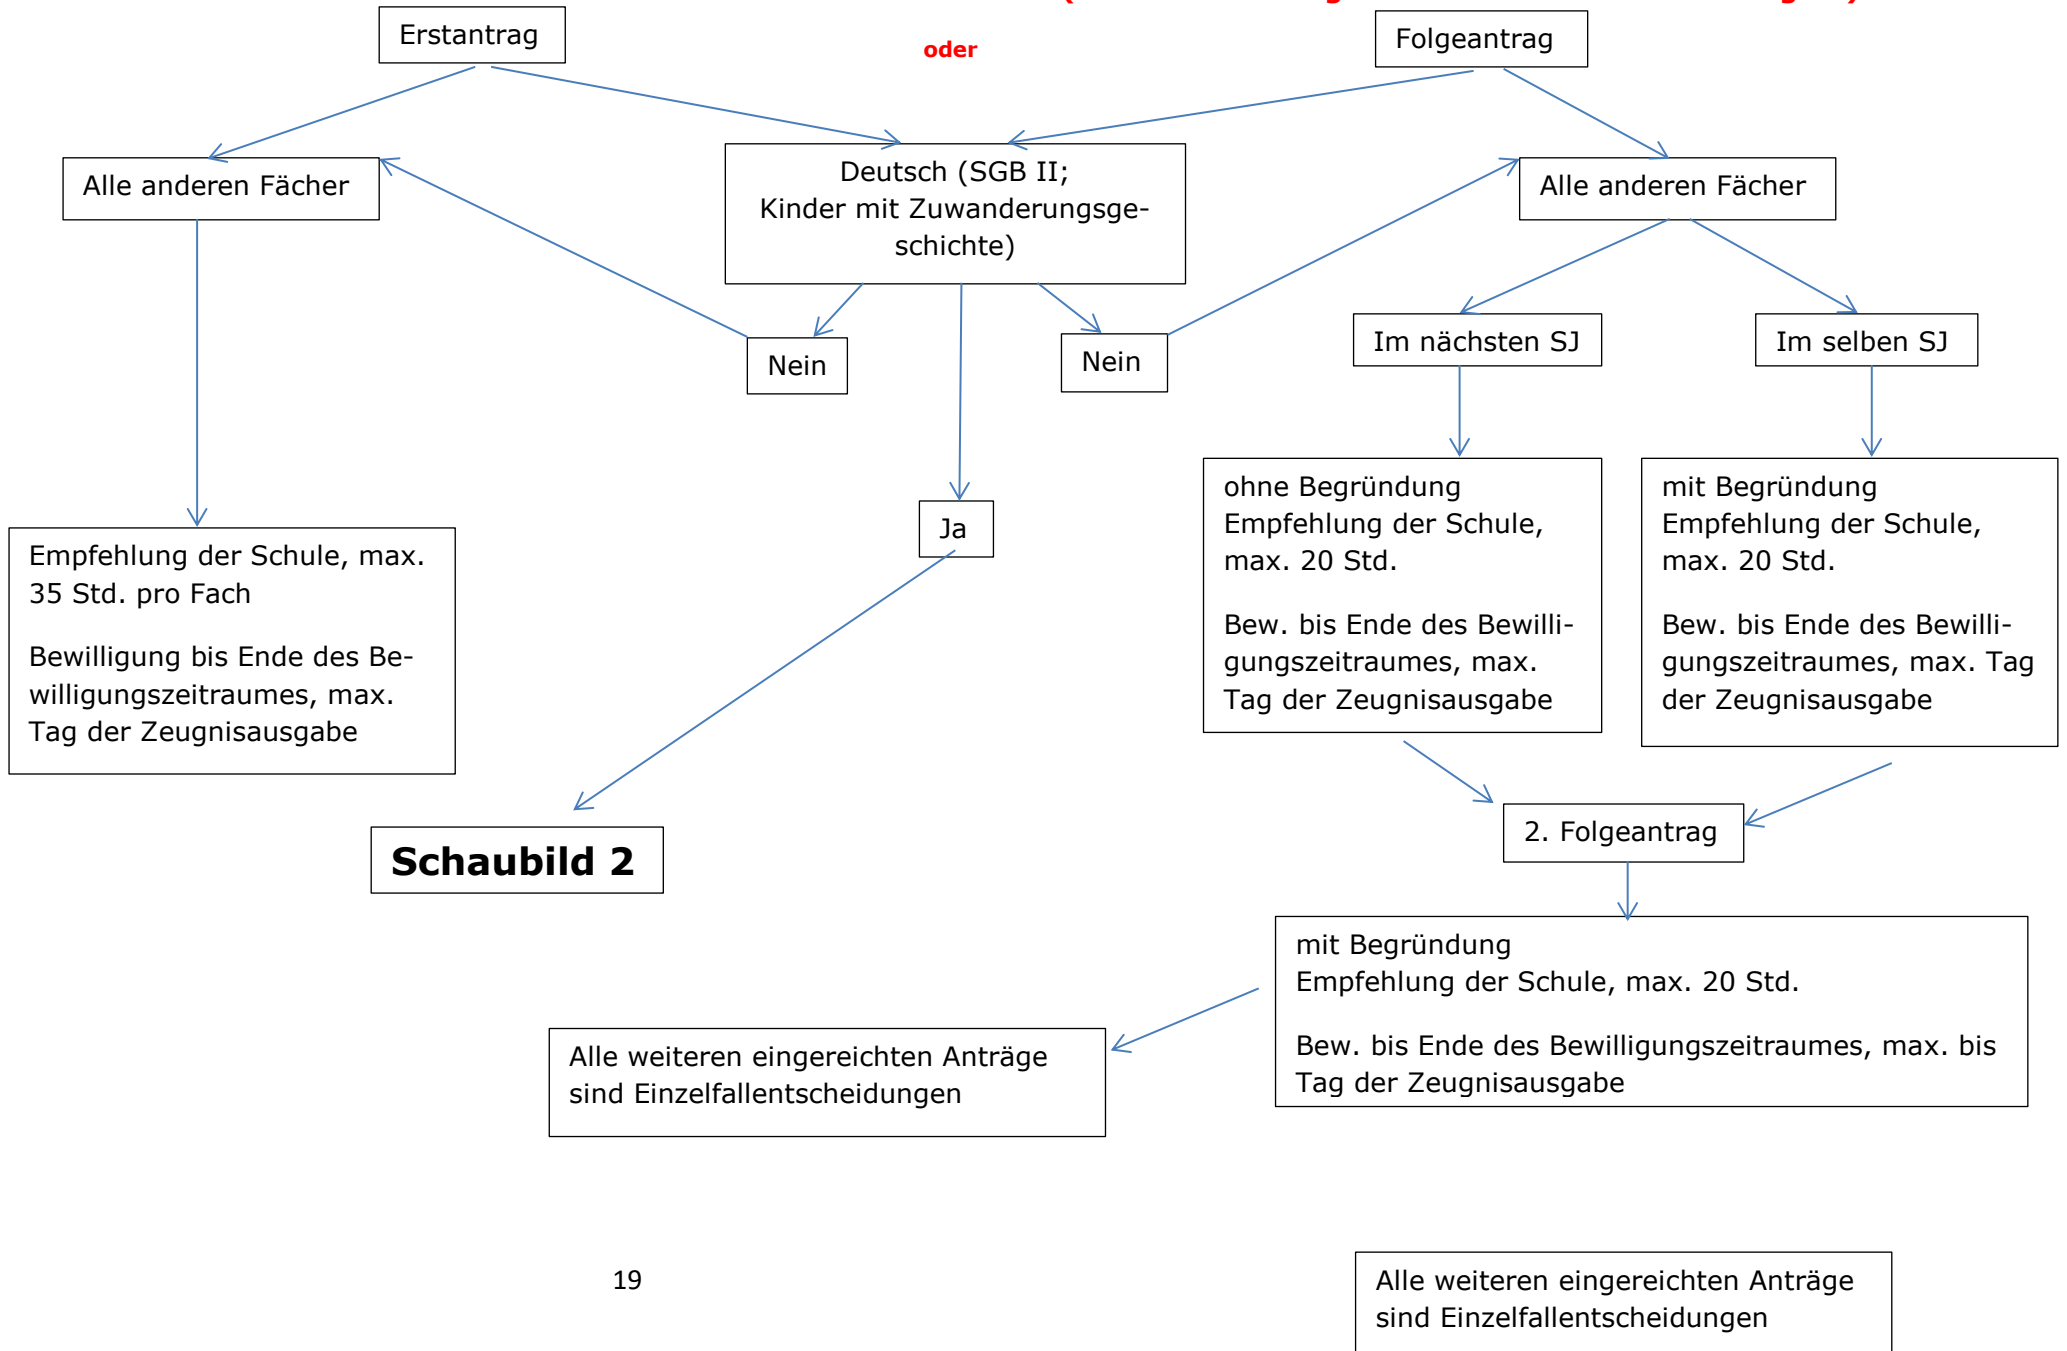 Erstantrag
oder
Folgeantrag
Alle anderen Fächer
Deutsch (SGB II;
Kinder mit Zuwanderungsge-
schichte)
Alle anderen Fächer
Nein
Nein
Im nächsten SJ
Im selben SJ
Ja
Empfehlung der Schule, max.
35 Std. pro Fach
Bewilligung bis Ende des Be-
willigungszeitraumes, max.
Tag der Zeugnisausgabe
ohne Begründung
Empfehlung der Schule,
max. 20 Std.
Bew. bis Ende des Bewilli-
gungszeitraumes, max.
Tag der Zeugnisausgabe
mit Begründung
Empfehlung der Schule,
max. 20 Std.
Bew. bis Ende des Bewilli-
gungszeitraumes, max. Tag
der Zeugnisausgabe
Schaubild 2
2. Folgeantrag
mit Begründung
Empfehlung der Schule, max. 20 Std.
Bew. bis Ende des Bewilligungszeitraumes, max. bis
Tag der Zeugnisausgabe
Alle weiteren eingereichten Anträge
sind Einzelfallentscheidungen
19
Alle weiteren eingereichten Anträge
sind Einzelfallentscheidungen